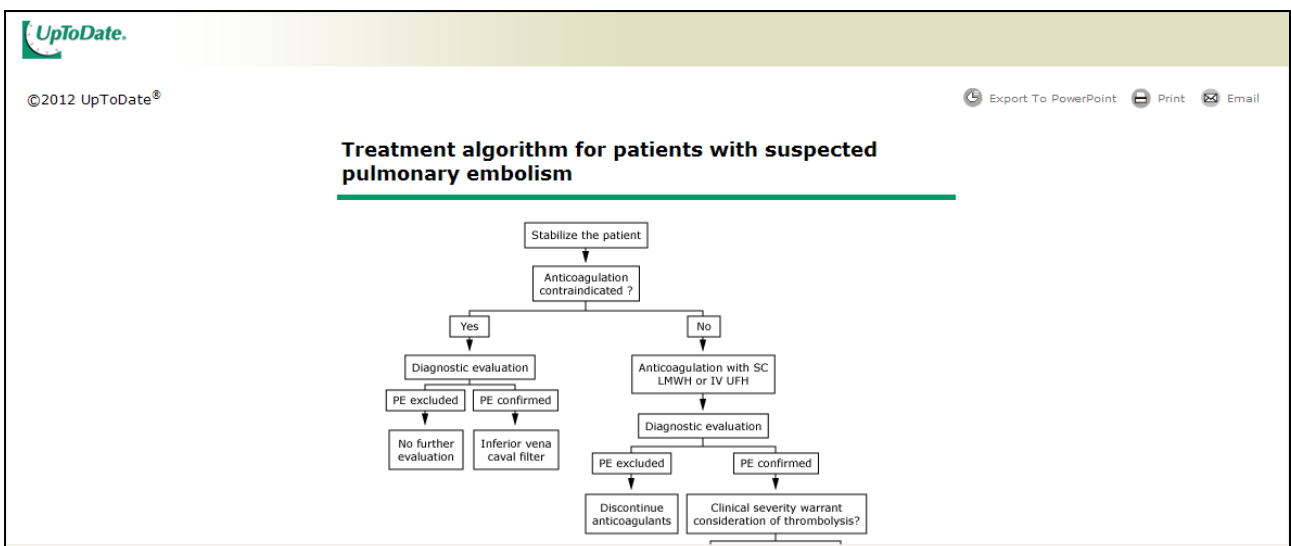 UpToDate.
©2012 UpToDate®
Export To PowerPoint Print Email
Treatment algorithm for patients with suspected
pulmonary embolism
Stabilize the patient
Anticoagulation
contraindicated ?
Yes
No
Diagnostic evaluation
Anticoagulation with SC
LMWH or IV UFH
PE excluded
PE confirmed
Diagnostic evaluation
No further
evaluation
Inferior vena
caval filter
PE excluded
PE confirmed
Discontinue
anticoagulants
Clinical severity warrant
consideration of thrombolysis?